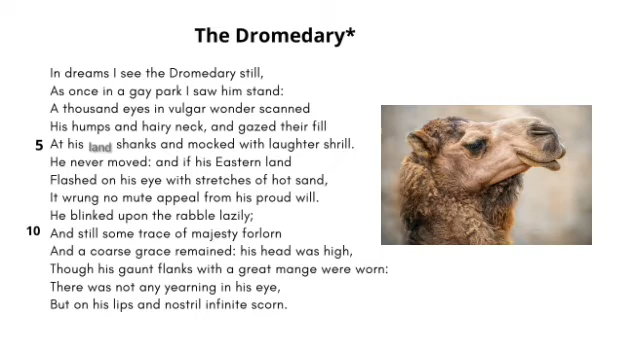 The Dromedary*
In dreams I see the Dromedary still,
As once in a gay park I saw him stand:
A thousand eyes in vulgar wonder scanned
His humps and hairy neck, and gazed their fill
5 At his land shanks and mocked with laughter shrill.
He never moved: and if his Eastern land
Flashed on his eye with stretches of hot sand,
It wrung no mute appeal from his proud will.
He blinked upon the rabble lazily;
10 And still some trace of majesty forlorn
And a coarse grace remained: his head was high,
Though his gaunt flanks with a great mange were worn:
There was not any yearning in his eye,
But on his lips and nostril infinite scorn.